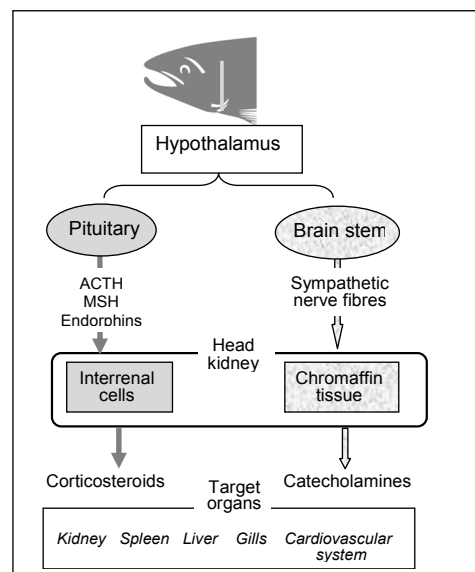 Hypothalamus
Pituitary
Brain stem
ACTH
MSH
Endorphins
Sympathetic
nerve fibres
Head
kidney
Interrenal
cells
Chromaffin
tissue
Corticosteroids
Catecholamines
Target
organs
Kidney Spleen Liver Gills Cardiovascular
system